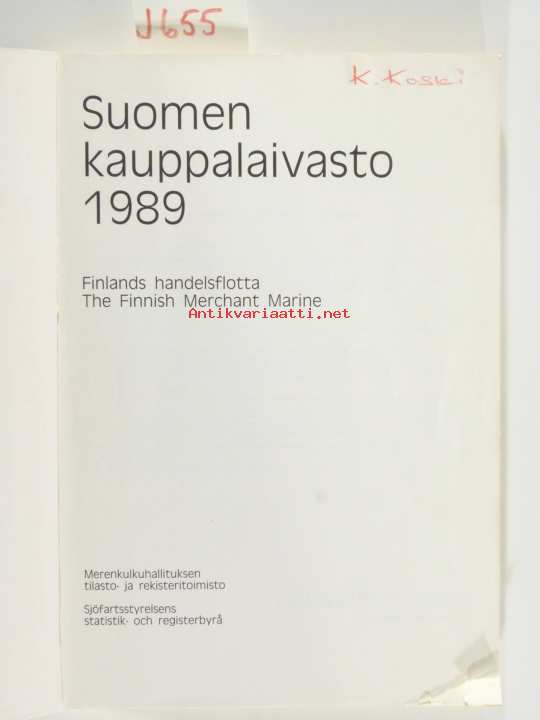 J655
K. Koski
Suomen
kauppalaivasto
1989
Finlands handelsflotta
The Finnish Merchant Marine
Antikvariaatti.net
Merenkulkuhallituksen
tilasto- ja rekisteritoimisto
Sjöfartsstyrelsens
statistik- och registerbyrå